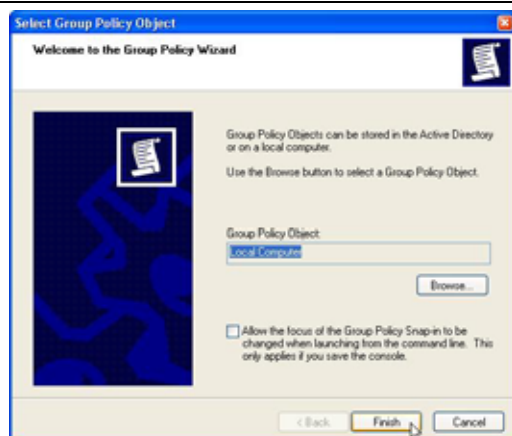 Select Group Policy Object
Welcome to the Group Policy Wizard
Group Policy Objects can be stored in the Active Directory
or on a local computer.
Use the Browse button to select a Group Policy Object.
Group Policy Object:
Local Computer
Browse...
Allow the focus of the Group Policy Snap-in to be
changed when launching from the command line. This
only applies if you save the console.
< Back
Finish
Cancel